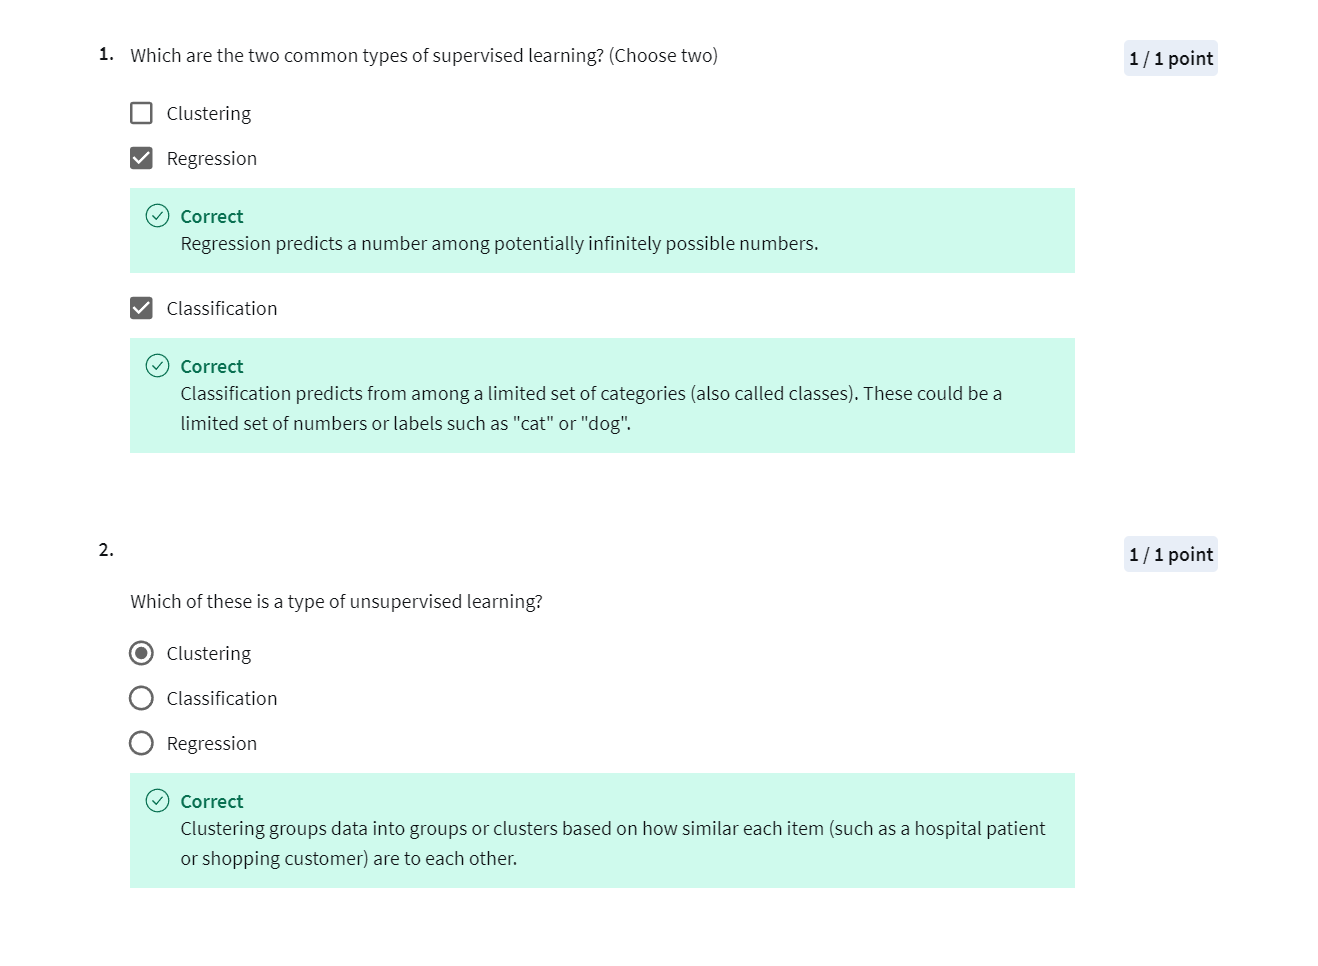 1. Which are the two common types of supervised learning? (Choose two)
1 / 1 point
Clustering
Regression
Correct
Regression predicts a number among potentially infinitely possible numbers.
Classification
Correct
Classification predicts from among a limited set of categories (also called classes). These could be a
limited set of numbers or labels such as "cat" or "dog".
2.
1 / 1 point
Which of these is a type of unsupervised learning?
Clustering
Classification
Regression
Correct
Clustering groups data into groups or clusters based on how similar each item (such as a hospital patient
or shopping customer) are to each other.